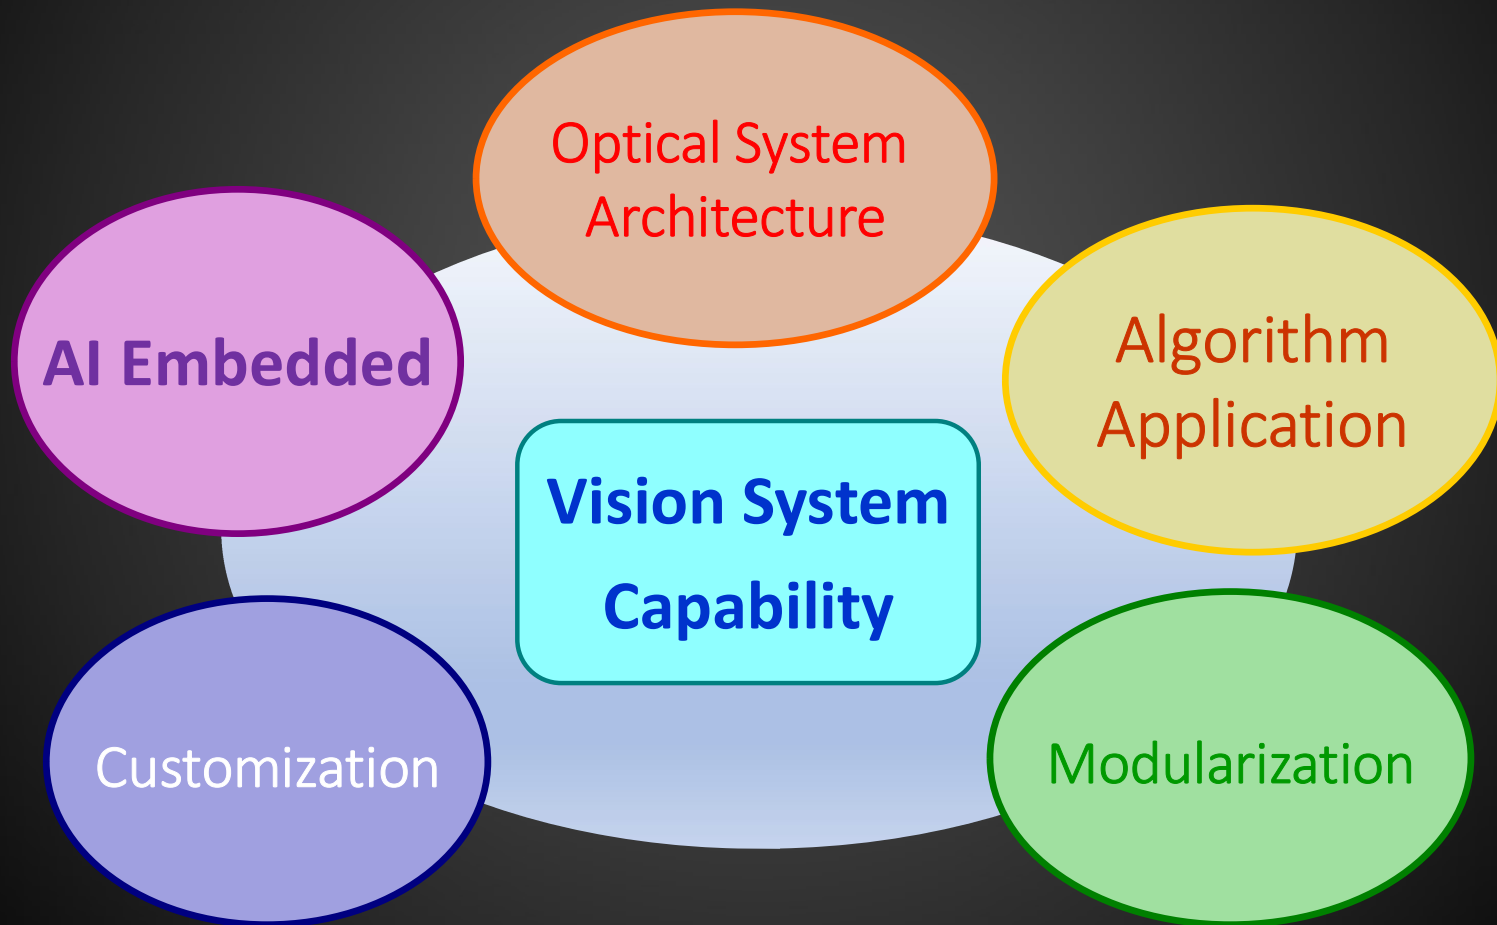 Optical System
Architecture
AI Embedded
Algorithm
Application
Vision System
Capability
Customization
Modularization